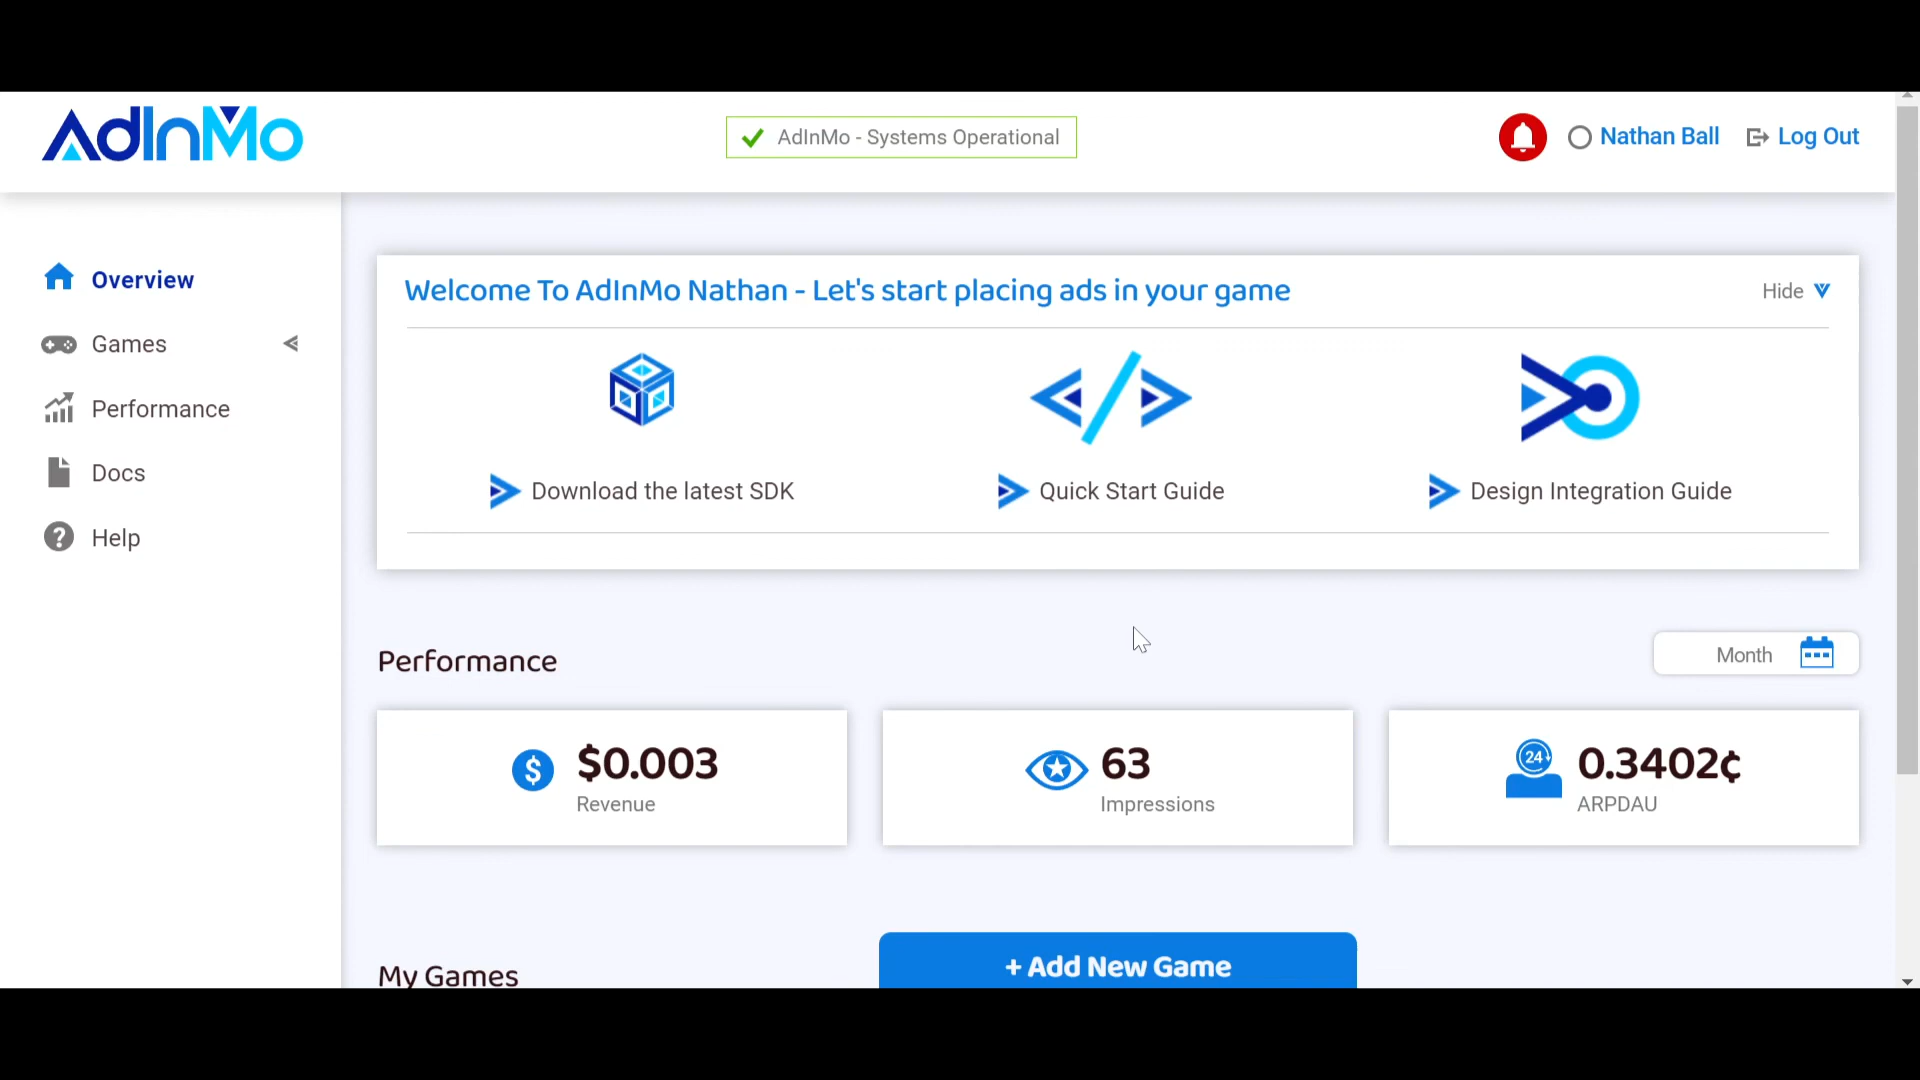 AdInMo
AdInMo - Systems Operational
Nathan Ball
Log Out
Overview
Games
Performance
Docs
Help
Welcome To AdInMo Nathan - Let's start placing ads in your game
Hide
Download the latest SDK
Quick Start Guide
Design Integration Guide
Performance
Month
$
$0.003
Revenue
63
Impressions
24
0.3402¢
ARPDAU
My Games
+ Add New Game